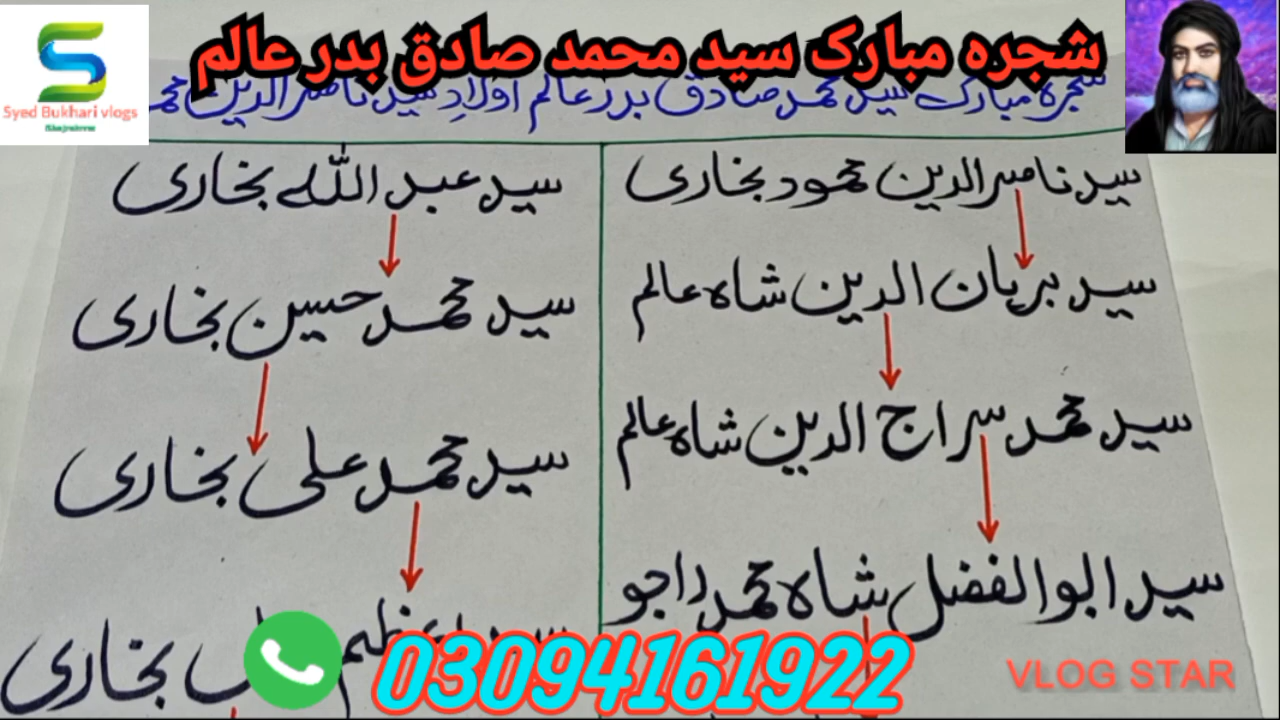 شجرہ مبارک سید محمد صادق بدر عالم
شجرہ مبارک سید محمد صادق بدر عالم اولادِ سید ناصر الدین
سید ناصر الدین محمود بخاری
سید برہان الدین شاہ عالم
سید محمد سراج الدین شاہ عالم
سید ابوالفضل شاہ محمد راجو
سید عبد اللہ بخاری
سید محمد حسین بخاری
سید محمد علی بخاری
بخاری
Syed Bukhari vlogs
03094161922
VLOG STAR